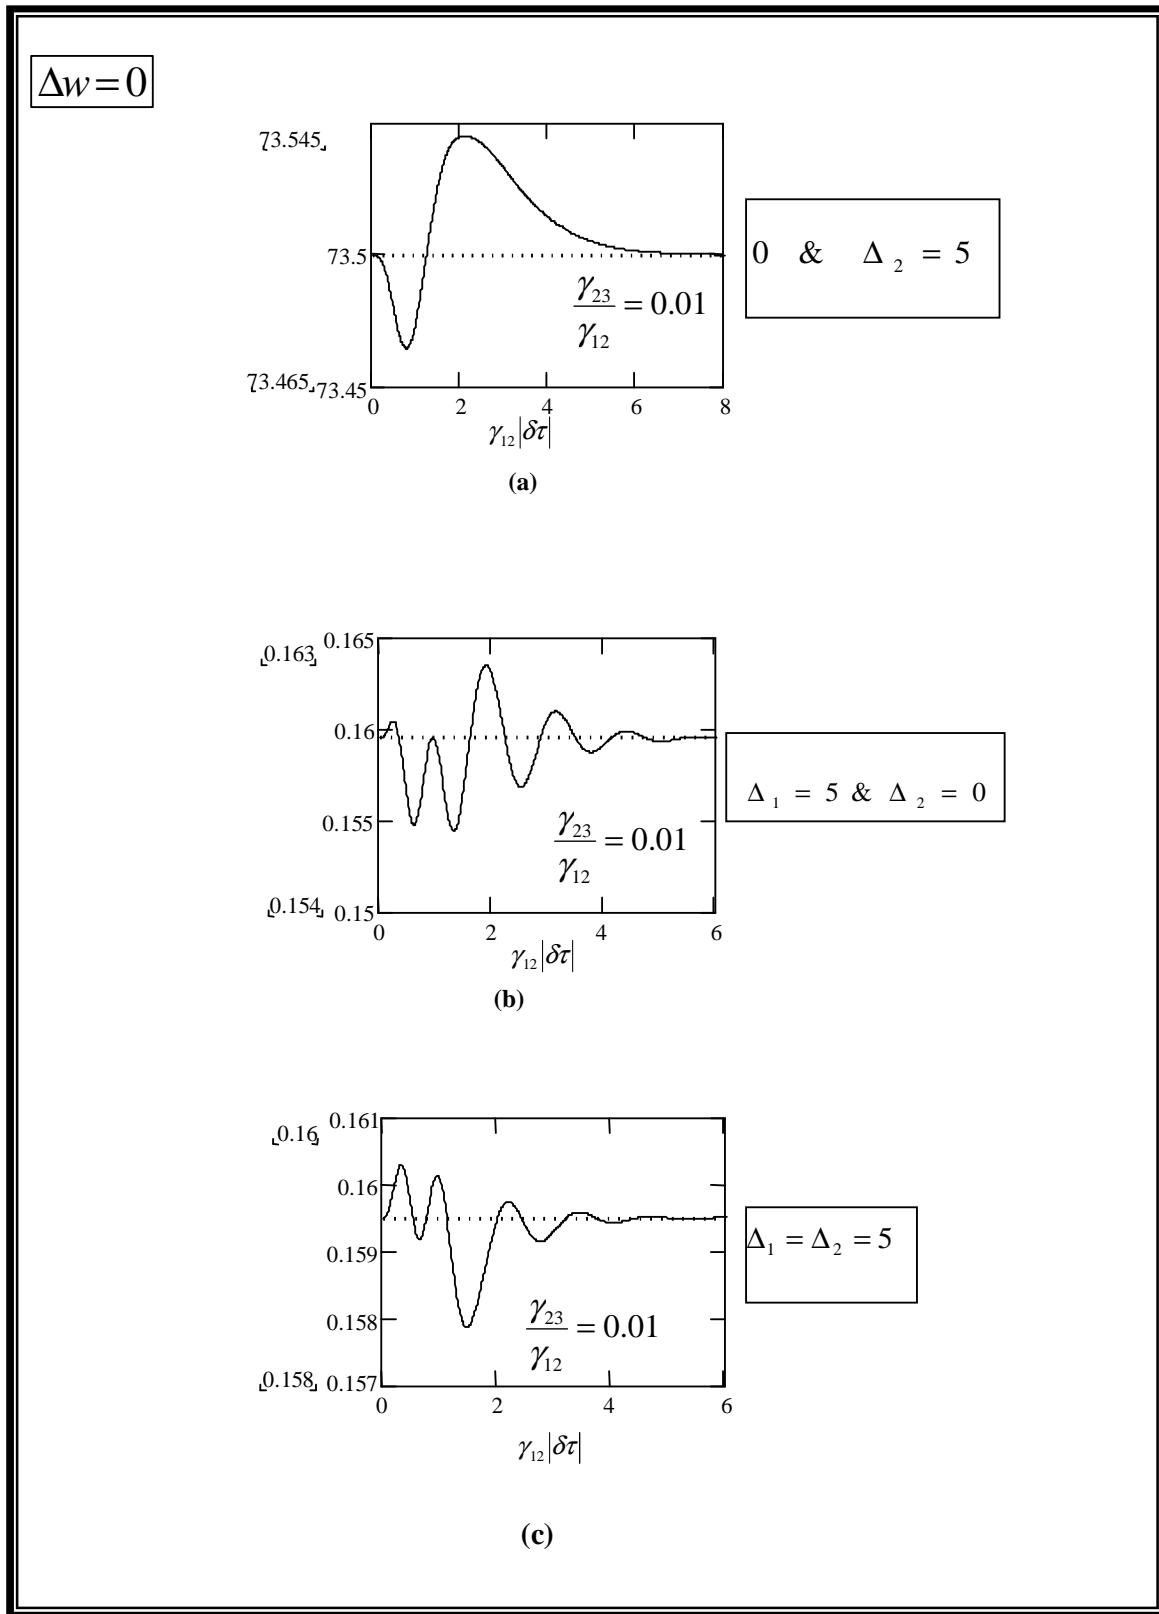 Δw=0
73.545
73.5
0 & Δ₂ = 5
γ₂₃/γ₁₂ = 0.01
73.465 73.45
0 2 4 6 8
γ₁₂|δτ|
(a)
0.163 0.165
0.16
Δ₁ = 5 & Δ₂ = 0
0.155
γ₂₃/γ₁₂ = 0.01
0.154 0.15
0 2 4 6
γ₁₂|δτ|
(b)
0.16 0.161
0.16
Δ₁ = Δ₂ = 5
0.159
0.158
γ₂₃/γ₁₂ = 0.01
0.158 0.157
0 2 4 6
γ₁₂|δτ|
(c)